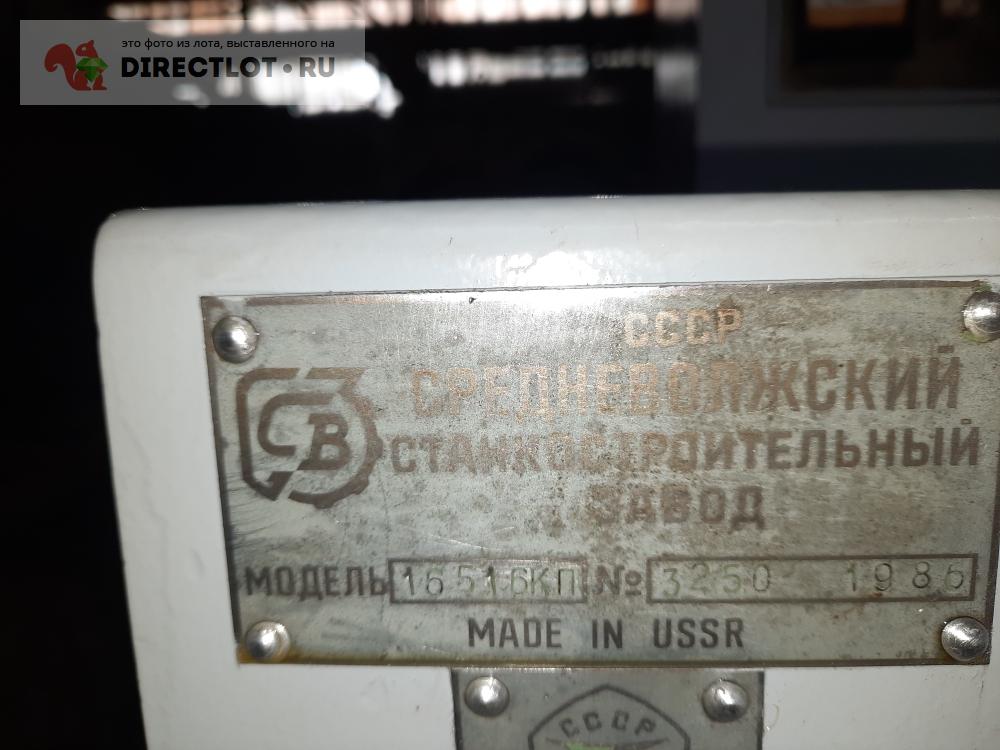 это фото из лота, выставленного на
DIRECTLOT.RU
СССР
СРЕДНЕВОЛЖСКИЙ
СВ СТАНКОСТРОИТЕЛЬНЫЙ
ЗАВОД
МОДЕЛЬ 16516КП № 3250 1986
MADE IN USSR
СССР